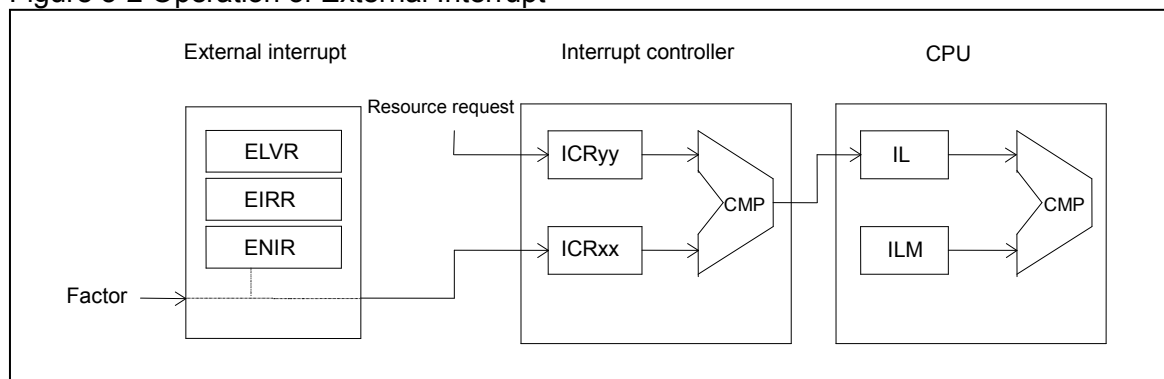 Figure 3-2 Operation of External Interrupt
External interrupt
Interrupt controller
CPU
Resource request
ELVR
EIRR
ENIR
ICRyy
ICRxx
CMP
IL
ILM
CMP
Factor